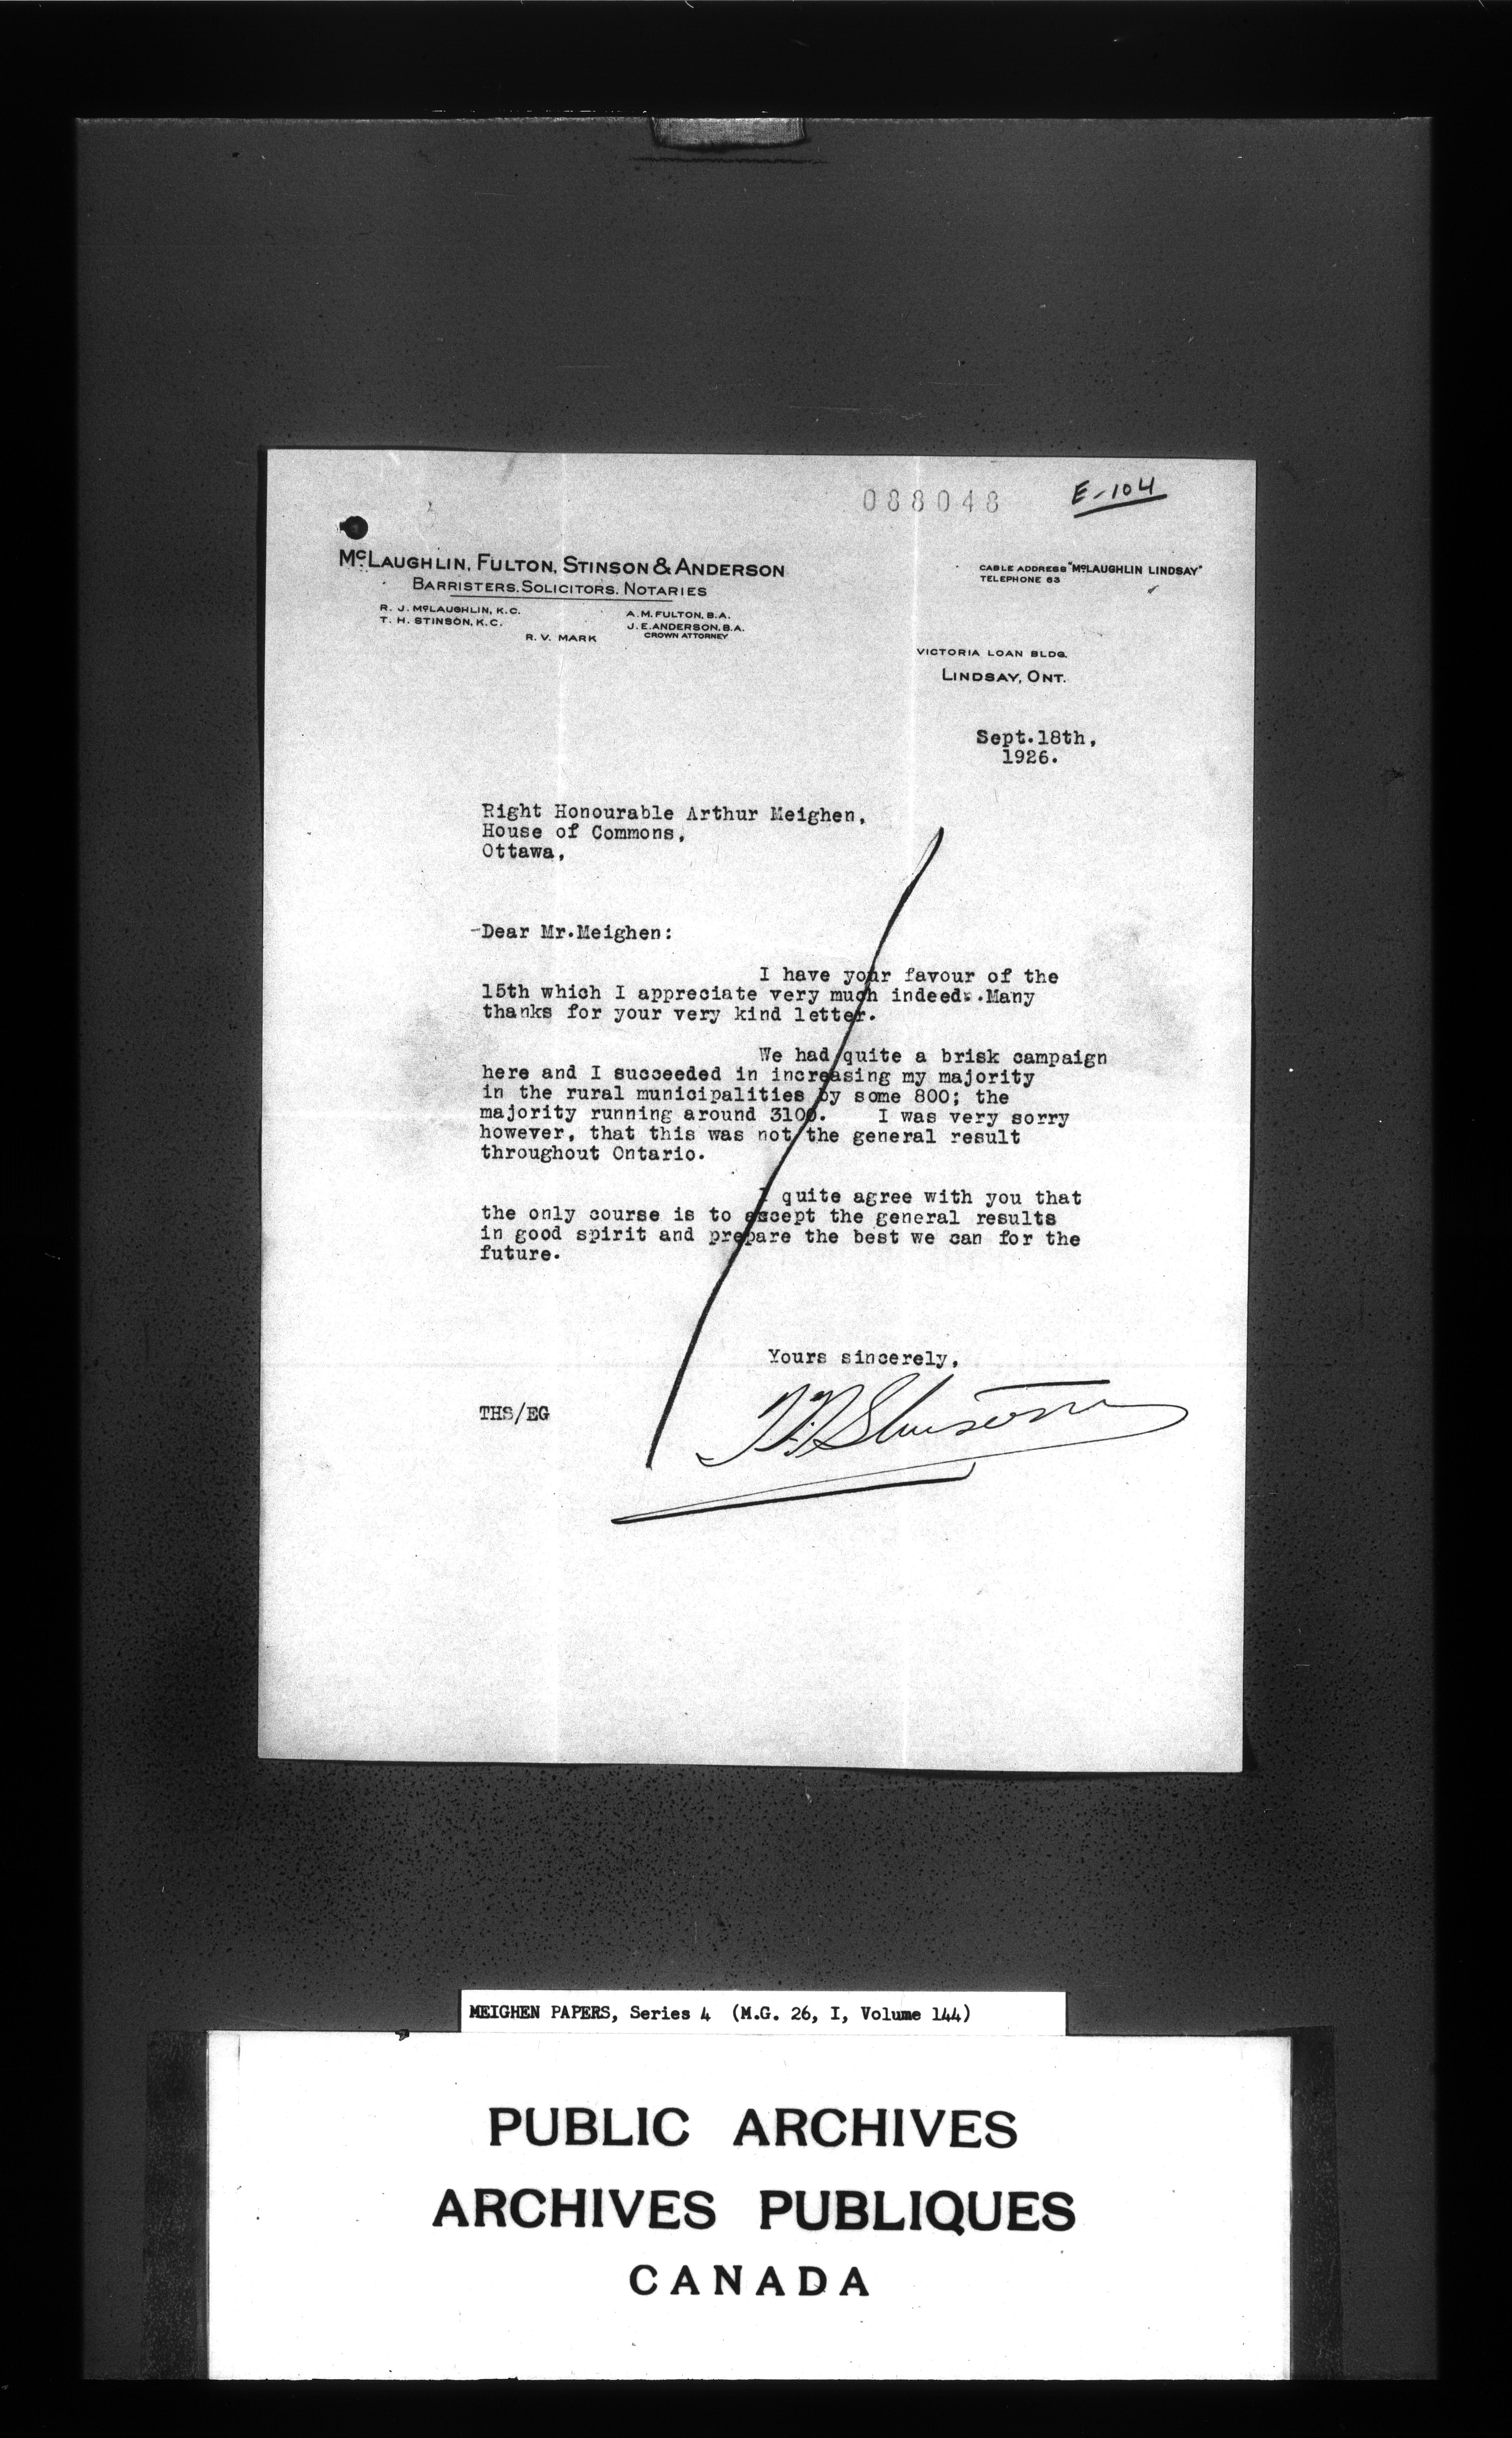 088048
E-104
McLAUGHLIN, FULTON, STINSON & ANDERSON
BARRISTERS. SOLICITORS. NOTARIES
R. J. McLAUGHLIN, K.C.
T. H. STINSON, K.C.
A. M. FULTON, B.A.
J. E. ANDERSON, B.A.
CROWN ATTORNEY
R. V. MARK
CABLE ADDRESS "McLAUGHLIN LINDSAY"
TELEPHONE 63
VICTORIA LOAN BLDG.
LINDSAY, ONT.
Sept.18th,
1926.
Right Honourable Arthur Meighen,
House of Commons,
Ottawa,
-Dear Mr.Meighen:
I have your favour of the
15th which I appreciate very much indeed. .Many
thanks for your very kind letter.
We had quite a brisk campaign
here and I succeeded in increasing my majority
in the rural municipalities by some 800; the
majority running around 3100. I was very sorry
however, that this was not the general result
throughout Ontario.
I quite agree with you that
the only course is to accept the general results
in good spirit and prepare the best we can for the
future.
Yours sincerely,
T.H. Stinson
THS/EG
MEIGHEN PAPERS, Series 4 (M.G. 26, I, Volume 144)
PUBLIC ARCHIVES
ARCHIVES PUBLIQUES
CANADA